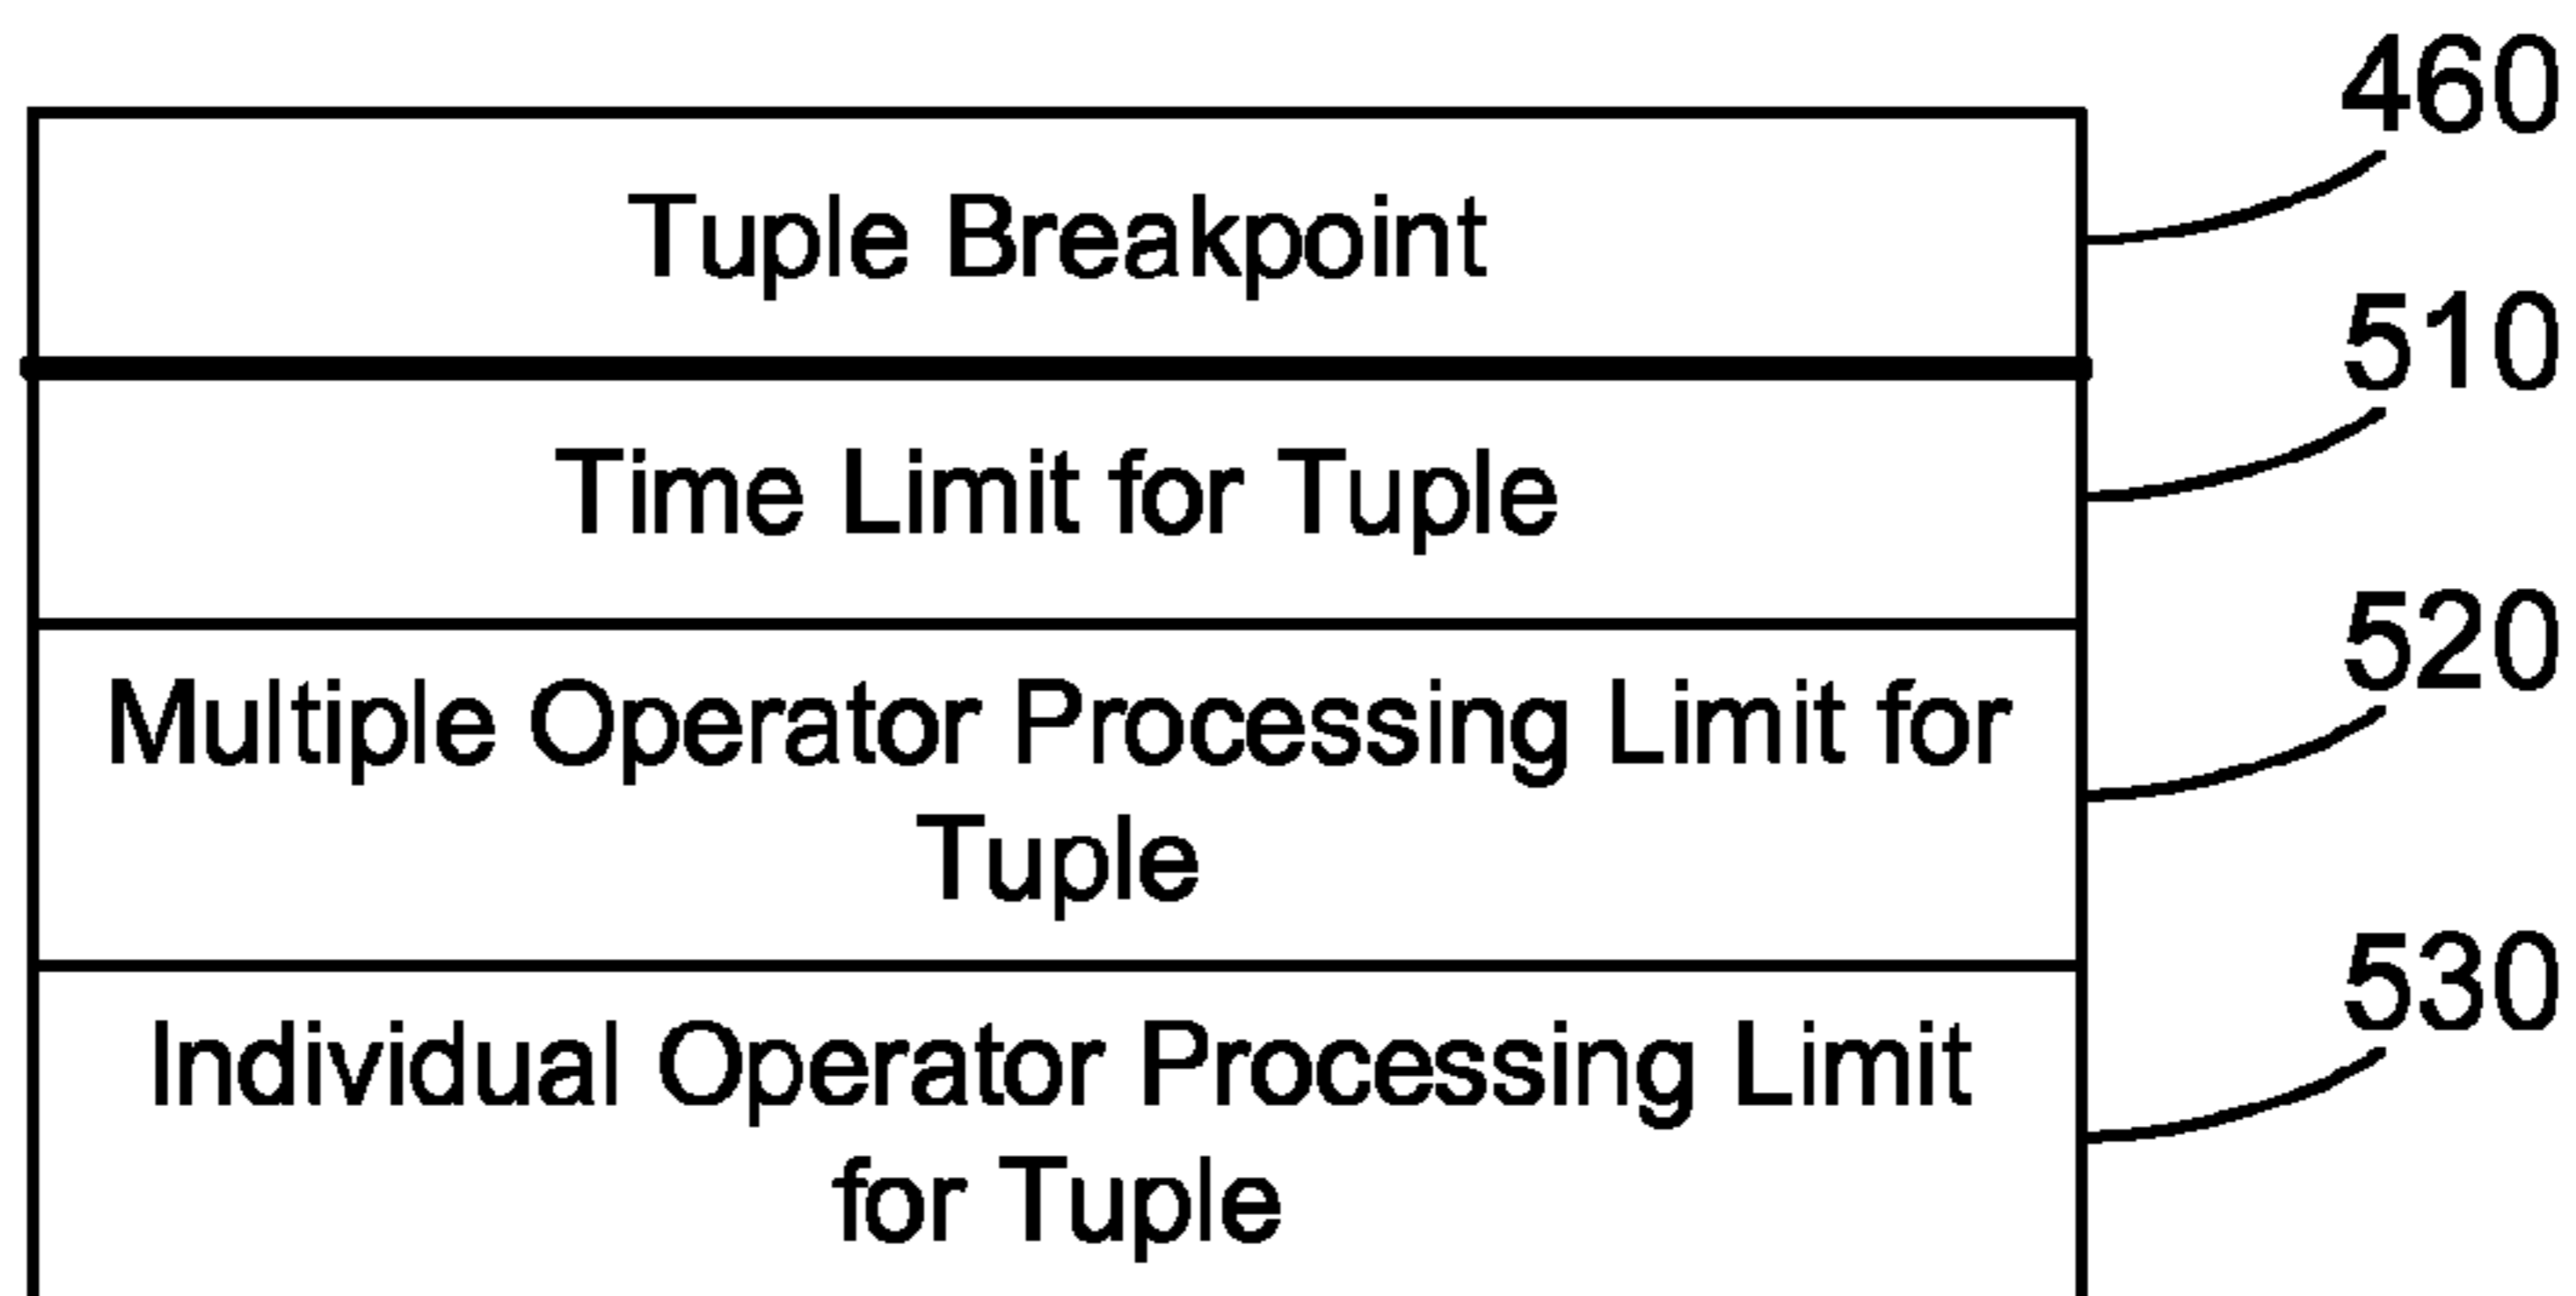 460
Tuple Breakpoint
510
Time Limit for Tuple
520
Multiple Operator Processing Limit for
Tuple
530
Individual Operator Processing Limit
for Tuple